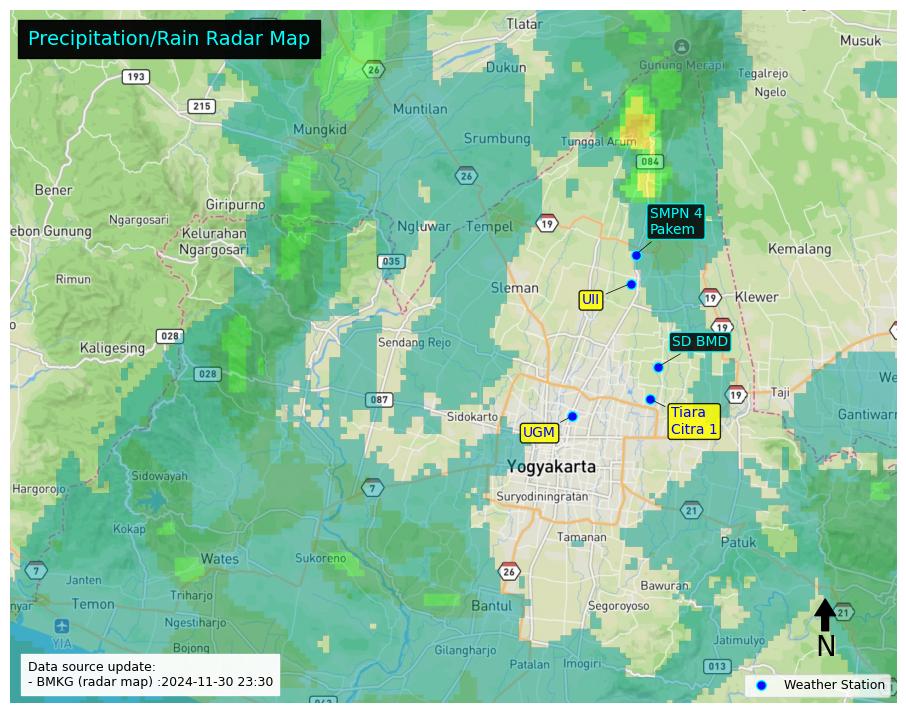 Precipitation/Rain Radar Map
Tlatar
Musuk
193
26
Dukun
Gunung Merapi
Tegalrejo
215
Muntilan
Ngelo
Mungkid
Srumbung
Tunggal Arum
084
26
Bener
Giripurno
SMPN 4
Pakem
Ngargosari
Ngluwar
Tempel
19
ebon Gunung
Kelurahan
Ngargosari
Kemalang
035
Rimun
Sleman
UII
19
Klewer
19
028
Kaligesing
Sendang Rejo
SD BMD
028
We
087
19
Taji
Sidokarto
Tiara
Citra 1
Gantiwarn
UGM
Yogyakarta
Sidowayah
Hargorojo
7
Suryodiningratan
21
Kokap
Tamanan
Patuk
Wates
Sukoreno
7
26
Janten
Bawuran
nyar
Temon
Triharjo
Bantul
Segoroyoso
21
Ngestiharjo
N
YIA
Bojong
Gilangharjo
Jatimulyo
Patalan
Imogiri
013
Data source update:
- BMKG (radar map) :2024-11-30 23:30
Weather Station